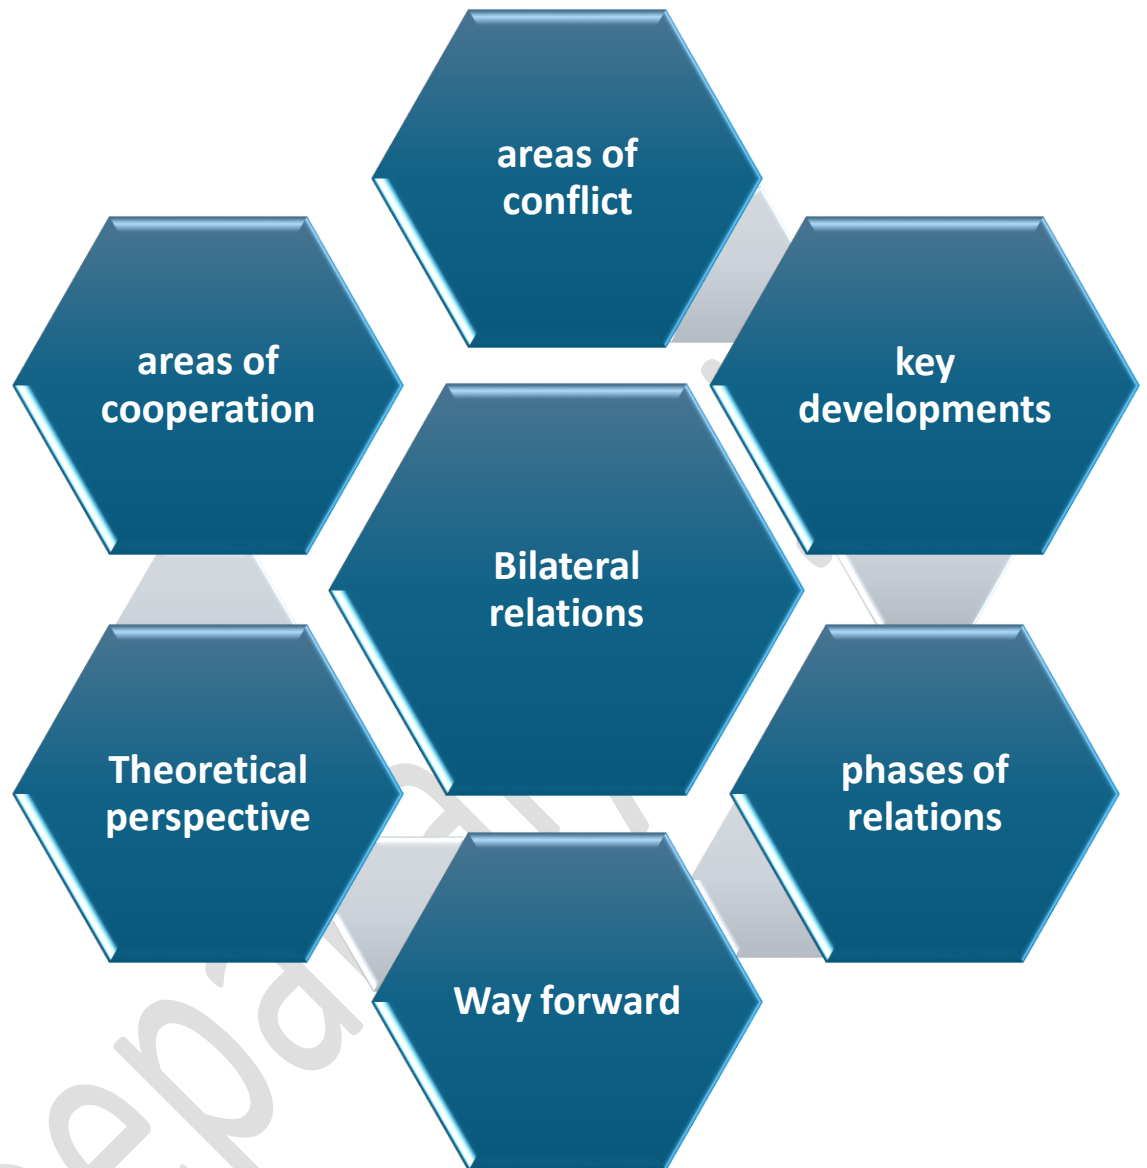 areas of
conflict
areas of
cooperation
key
developments
Bilateral
relations
Theoretical
perspective
phases of
relations
Way forward